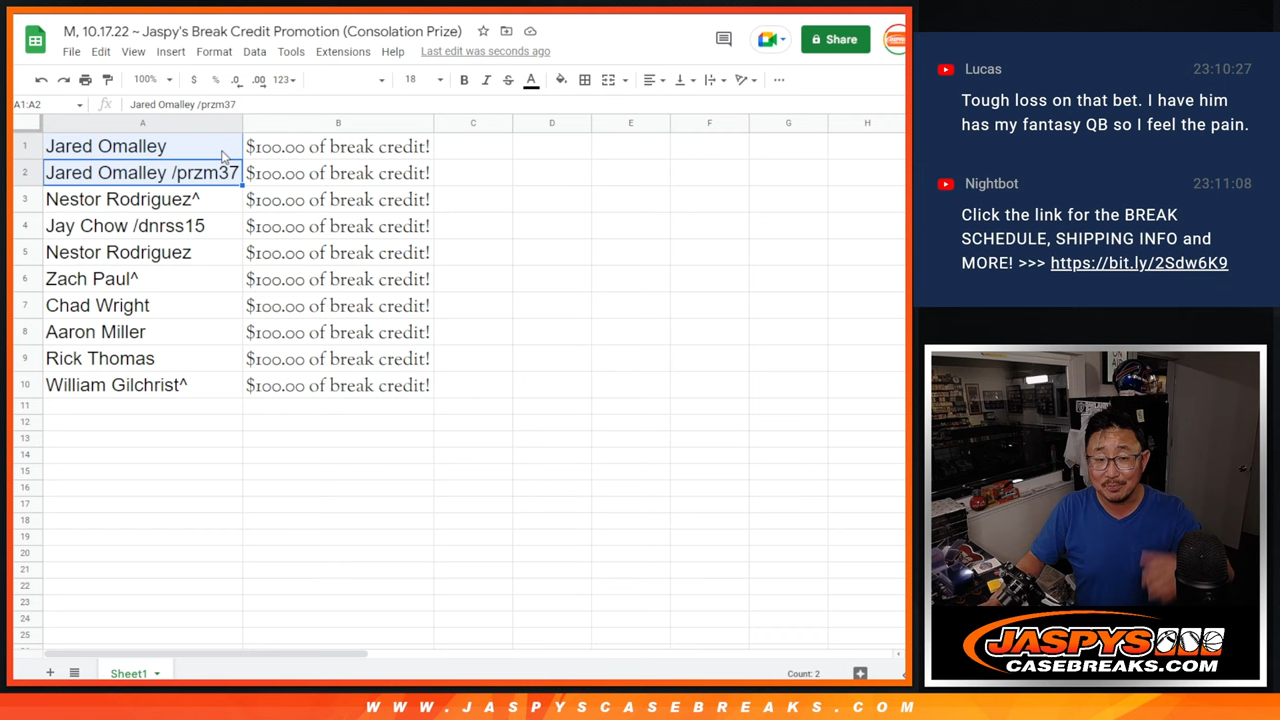 M, 10.17.22 ~ Jaspy's Break Credit Promotion (Consolation Prize)
File Edit View Insert Format Data Tools Extensions Help Last edit was seconds ago
Share
100% $ % .0 .00 123 18 B I S A
A1:A2 fx Jared Omalley /przm37
A B C D E F G H
1 Jared Omalley $100.00 of break credit!
2 Jared Omalley /przm37 $100.00 of break credit!
3 Nestor Rodriguez^ $100.00 of break credit!
4 Jay Chow /dnrss15 $100.00 of break credit!
5 Nestor Rodriguez $100.00 of break credit!
6 Zach Paul^ $100.00 of break credit!
7 Chad Wright $100.00 of break credit!
8 Aaron Miller $100.00 of break credit!
9 Rick Thomas $100.00 of break credit!
10 William Gilchrist^ $100.00 of break credit!
11
12
13
14
15
16
17
18
19
20
21
22
23
24
25
Sheet1 Count: 2
Lucas 23:10:27
Tough loss on that bet. I have him
has my fantasy QB so I feel the pain.
Nightbot 23:11:08
Click the link for the BREAK
SCHEDULE, SHIPPING INFO and
MORE! >>> https://bit.ly/2Sdw6K9
JASPYS
CASEBREAKS.COM
WWW.JASPYSCASEBREAKS.COM